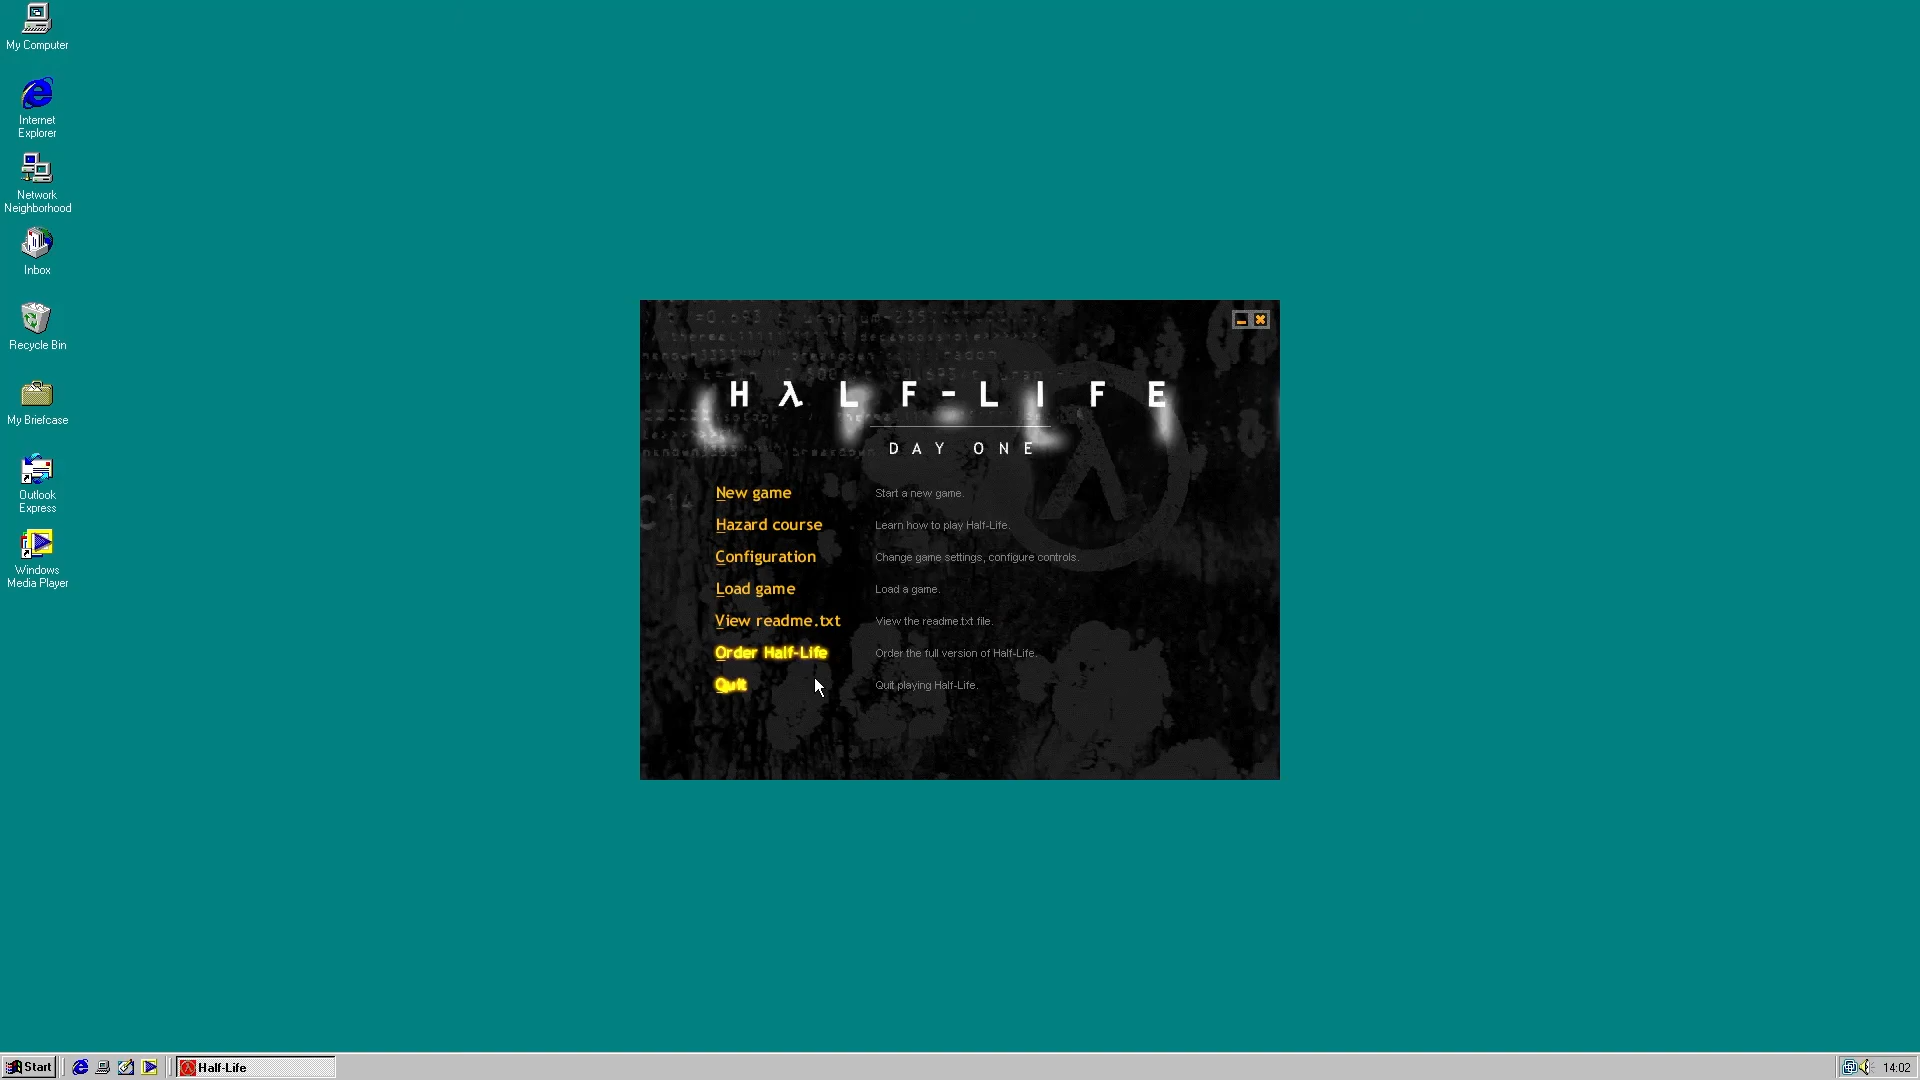 My Computer
Internet
Explorer
Network
Neighborhood
Inbox
Recycle Bin
My Briefcase
Outlook
Express
Windows
Media Player
HλLF-LIFE
DAY ONE
New game Start a new game.
Hazard course Learn how to play Half-Life.
Configuration Change game settings, configure controls.
Load game Load a game.
View readme.txt View the readme.txt file.
Order Half-Life Order the full version of Half-Life.
Quit Quit playing Half-Life.
Start Half-Life 14:02